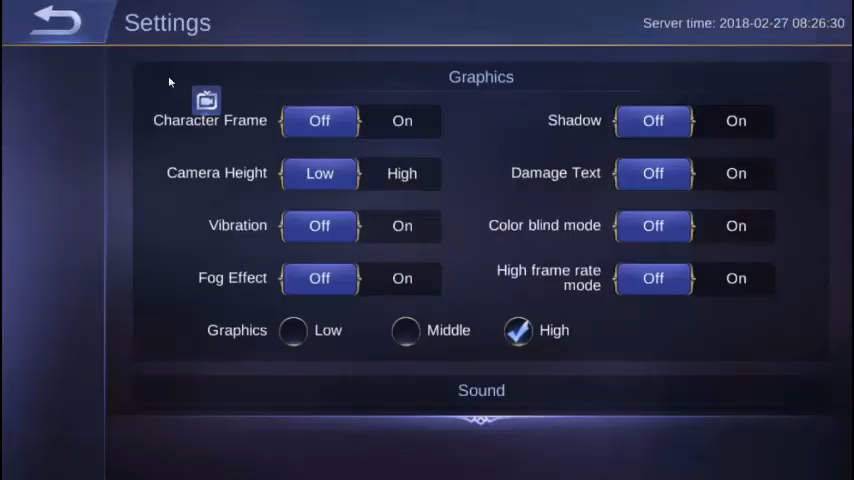 Settings
Server time: 2018-02-27 08:26:30
Graphics
Character Frame Off On
Shadow Off On
Camera Height Low High
Damage Text Off On
Vibration Off On
Color blind mode Off On
Fog Effect Off On
High frame rate
mode Off On
Graphics Low Middle High
Sound